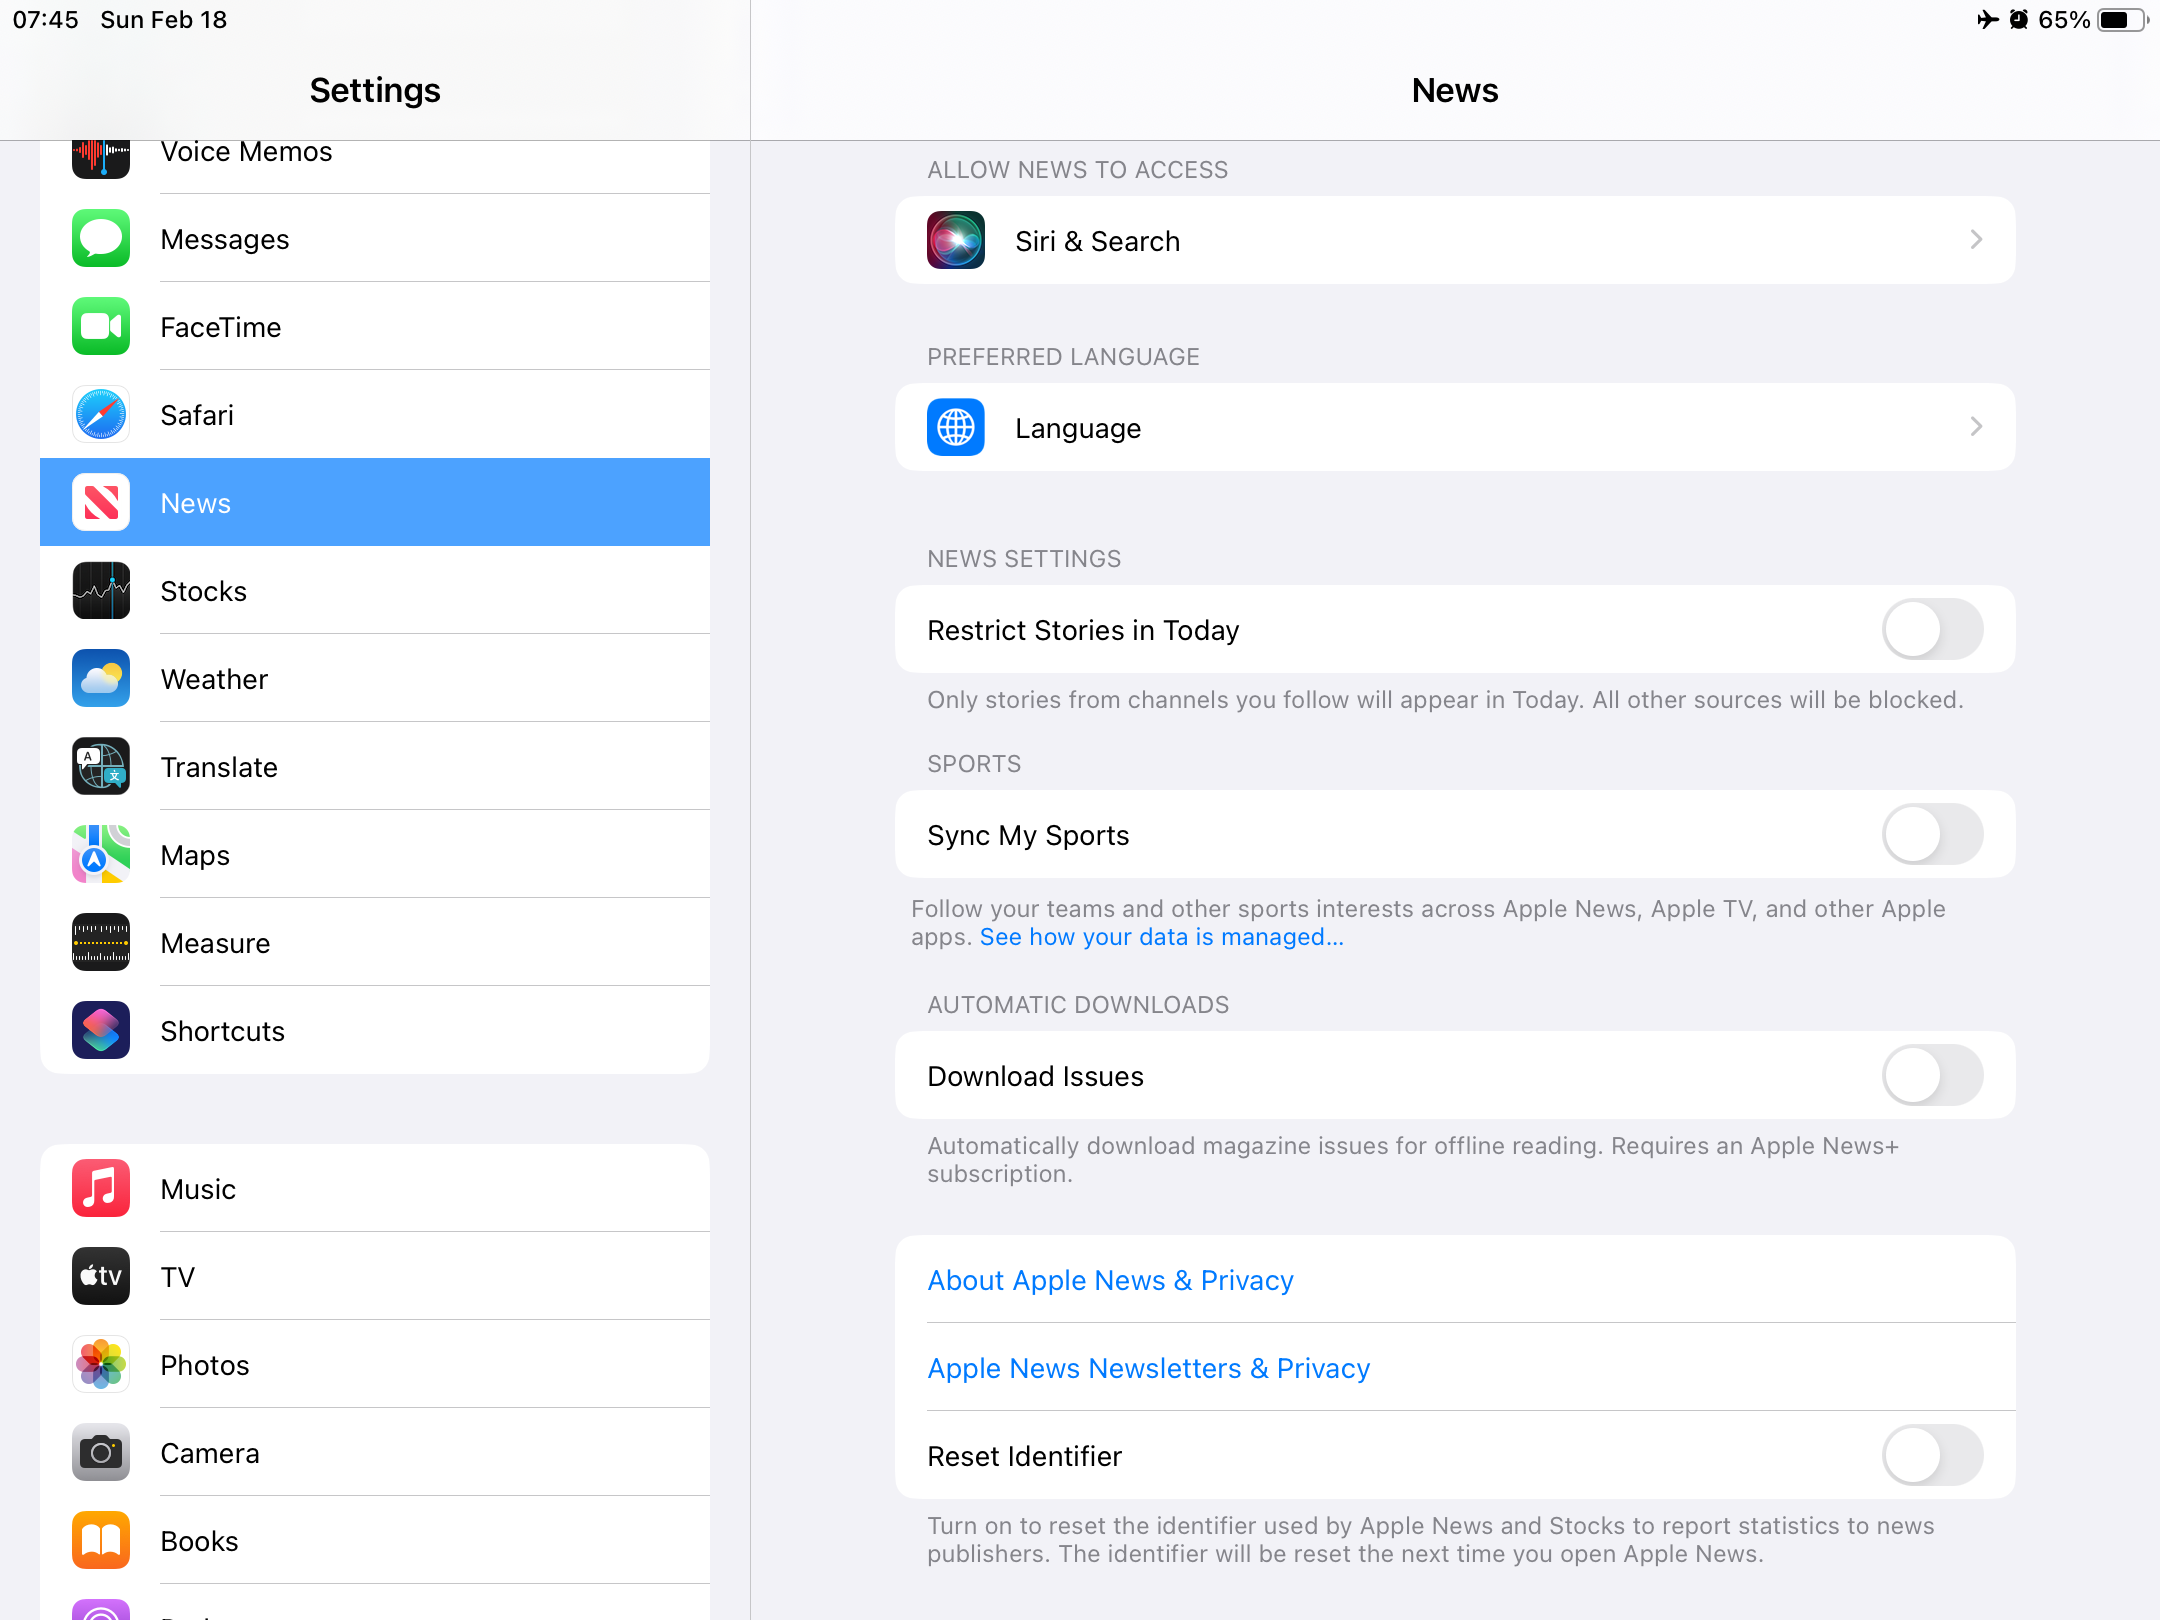 07:45 Sun Feb 18
65%
Settings
Voice Memos
Messages
FaceTime
Safari
News
Stocks
Weather
A
文
Translate
Maps
Measure
Shortcuts
Music
tv
TV
Photos
Camera
Books
News
ALLOW NEWS TO ACCESS
Siri & Search
PREFERRED LANGUAGE
Language
NEWS SETTINGS
Restrict Stories in Today
Only stories from channels you follow will appear in Today. All other sources will be blocked.
SPORTS
Sync My Sports
Follow your teams and other sports interests across Apple News, Apple TV, and other Apple
apps. See how your data is managed...
AUTOMATIC DOWNLOADS
Download Issues
Automatically download magazine issues for offline reading. Requires an Apple News+
subscription.
About Apple News & Privacy
Apple News Newsletters & Privacy
Reset Identifier
Turn on to reset the identifier used by Apple News and Stocks to report statistics to news
publishers. The identifier will be reset the next time you open Apple News.